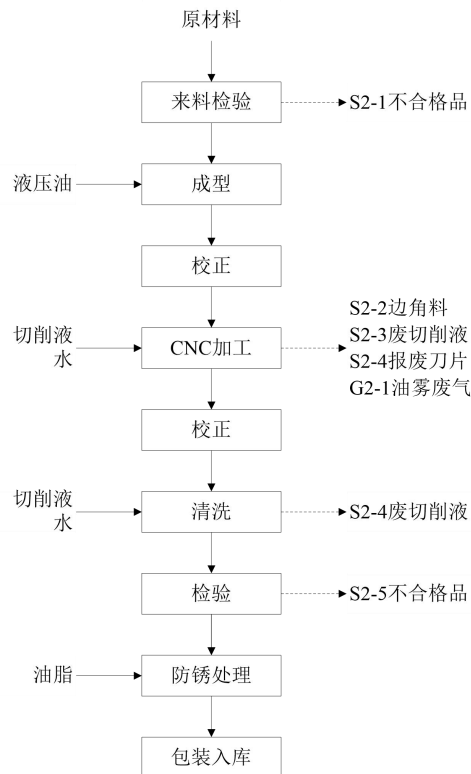 原材料
来料检验
S2-1不合格品
液压油
成型
校正
S2-2边角料
S2-3废切削液
S2-4报废刀片
G2-1油雾废气
切削液
水
CNC加工
校正
切削液
水
清洗
S2-4废切削液
检验
S2-5不合格品
油脂
防锈处理
包装入库